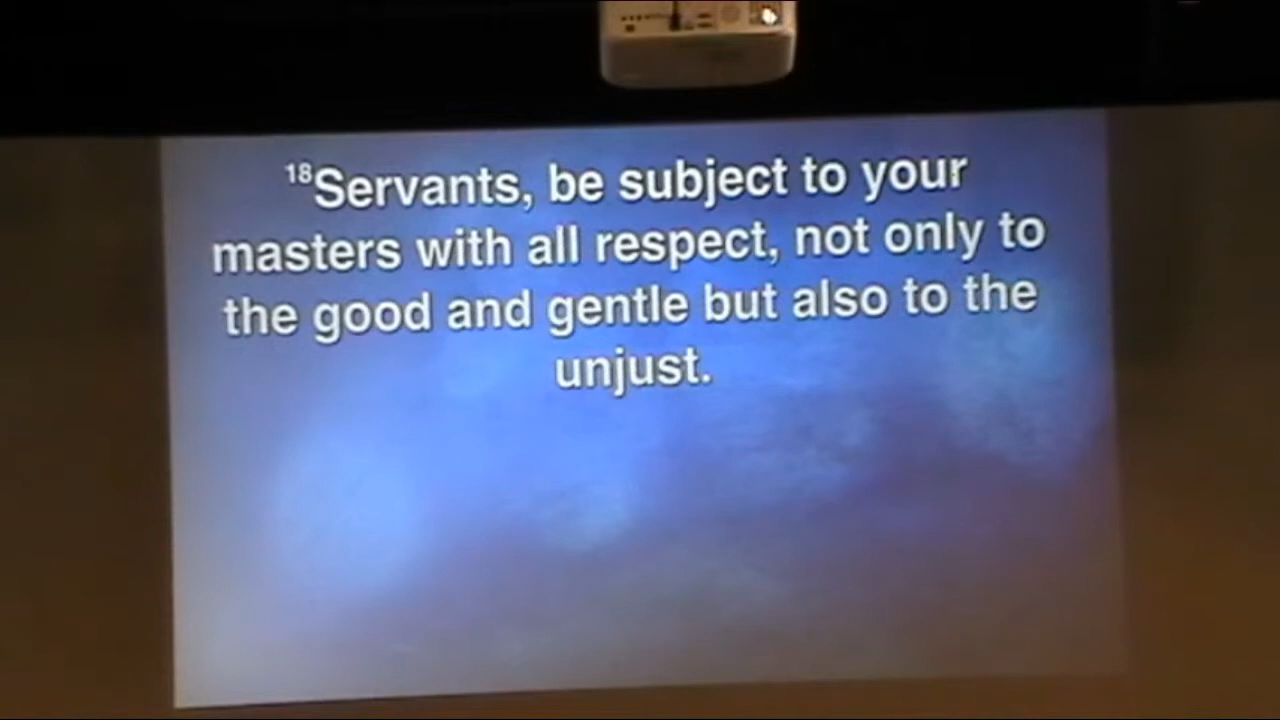 ¹⁸Servants, be subject to your
masters with all respect, not only to
the good and gentle but also to the
unjust.